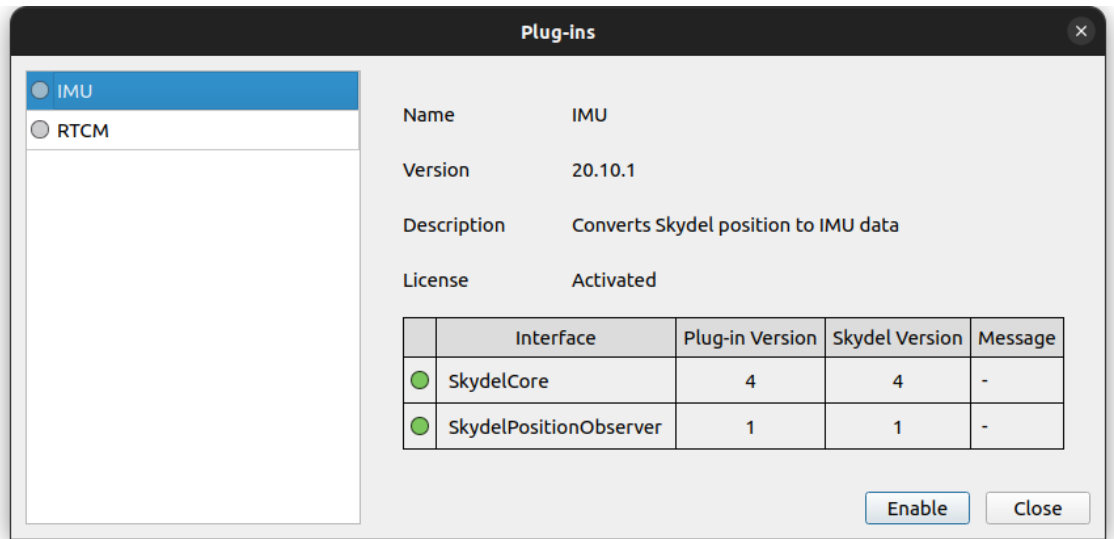 Plug-ins
IMU
RTCM
Name IMU
Version 20.10.1
Description Converts Skydel position to IMU data
License Activated
Interface Plug-in Version Skydel Version Message
SkydelCore 4 4 -
SkydelPositionObserver 1 1 -
Enable Close